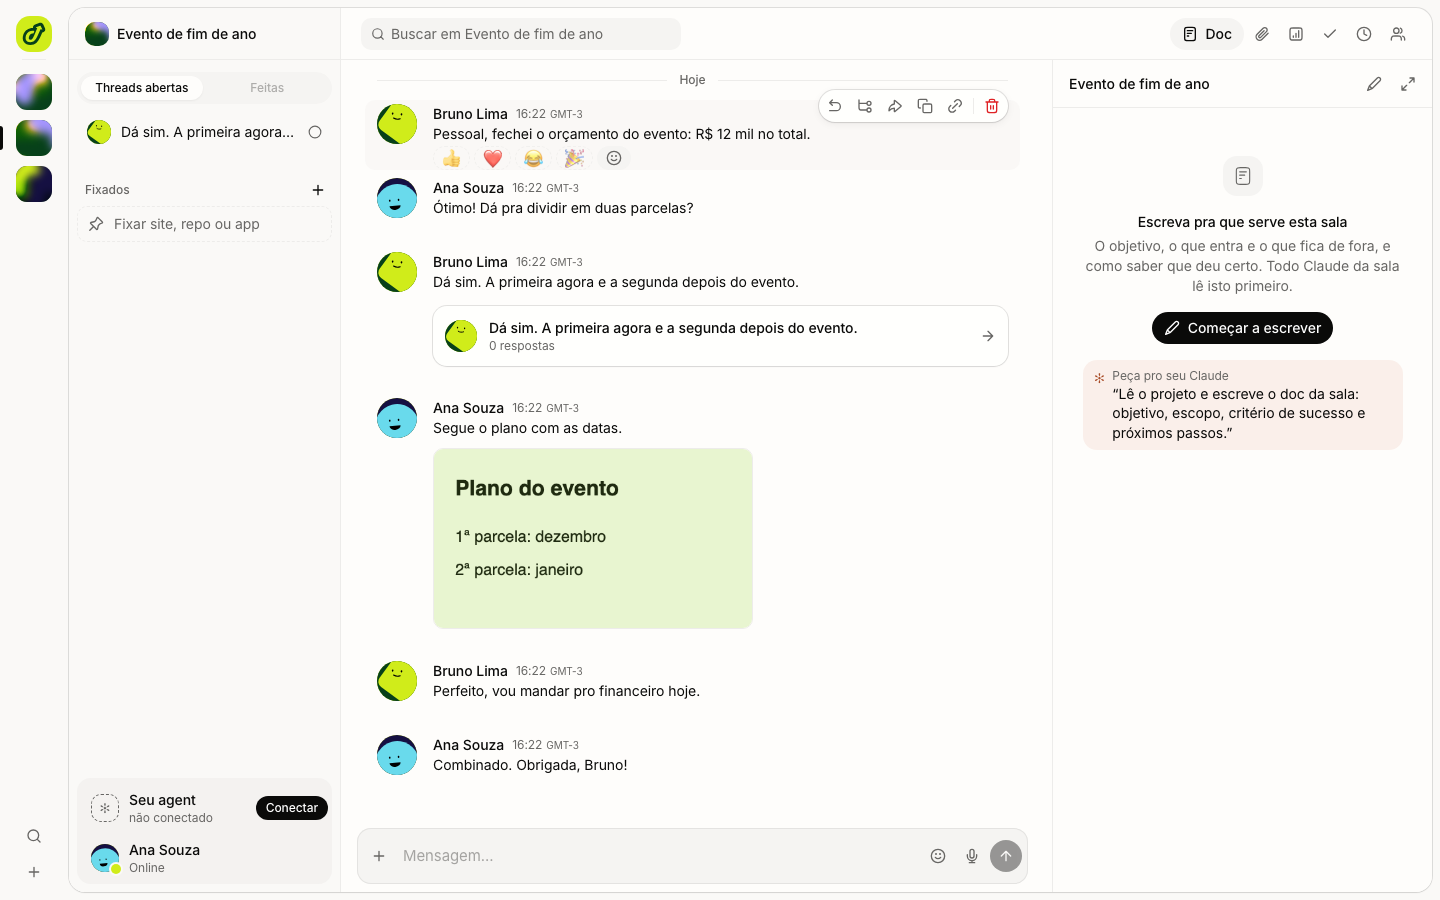 Evento de fim de ano
Buscar em Evento de fim de ano
Doc
Threads abertas
Feitas
Dá sim. A primeira agora...
Fixados
Fixar site, repo ou app
Seu agent
não conectado
Conectar
Ana Souza
Online
Hoje
Bruno Lima 16:22 GMT-3
Pessoal, fechei o orçamento do evento: R$ 12 mil no total.
Ana Souza 16:22 GMT-3
Ótimo! Dá pra dividir em duas parcelas?
Bruno Lima 16:22 GMT-3
Dá sim. A primeira agora e a segunda depois do evento.
Dá sim. A primeira agora e a segunda depois do evento.
0 respostas
Ana Souza 16:22 GMT-3
Segue o plano com as datas.
Plano do evento
1ª parcela: dezembro
2ª parcela: janeiro
Bruno Lima 16:22 GMT-3
Perfeito, vou mandar pro financeiro hoje.
Ana Souza 16:22 GMT-3
Combinado. Obrigada, Bruno!
Mensagem...
Evento de fim de ano
Escreva pra que serve esta sala
O objetivo, o que entra e o que fica de fora, e
como saber que deu certo. Todo Claude da sala
lê isto primeiro.
Começar a escrever
Peça pro seu Claude
“Lê o projeto e escreve o doc da sala:
objetivo, escopo, critério de sucesso e
próximos passos.”